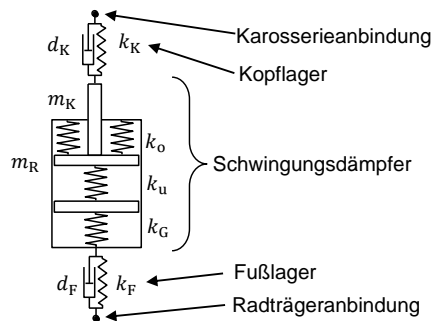 Karosserieanbindung
d_K k_K
Kopflager
m_K
k_o
m_R
Schwingungsdämpfer
k_u
k_G
d_F k_F
Fußlager
Radträgeranbindung